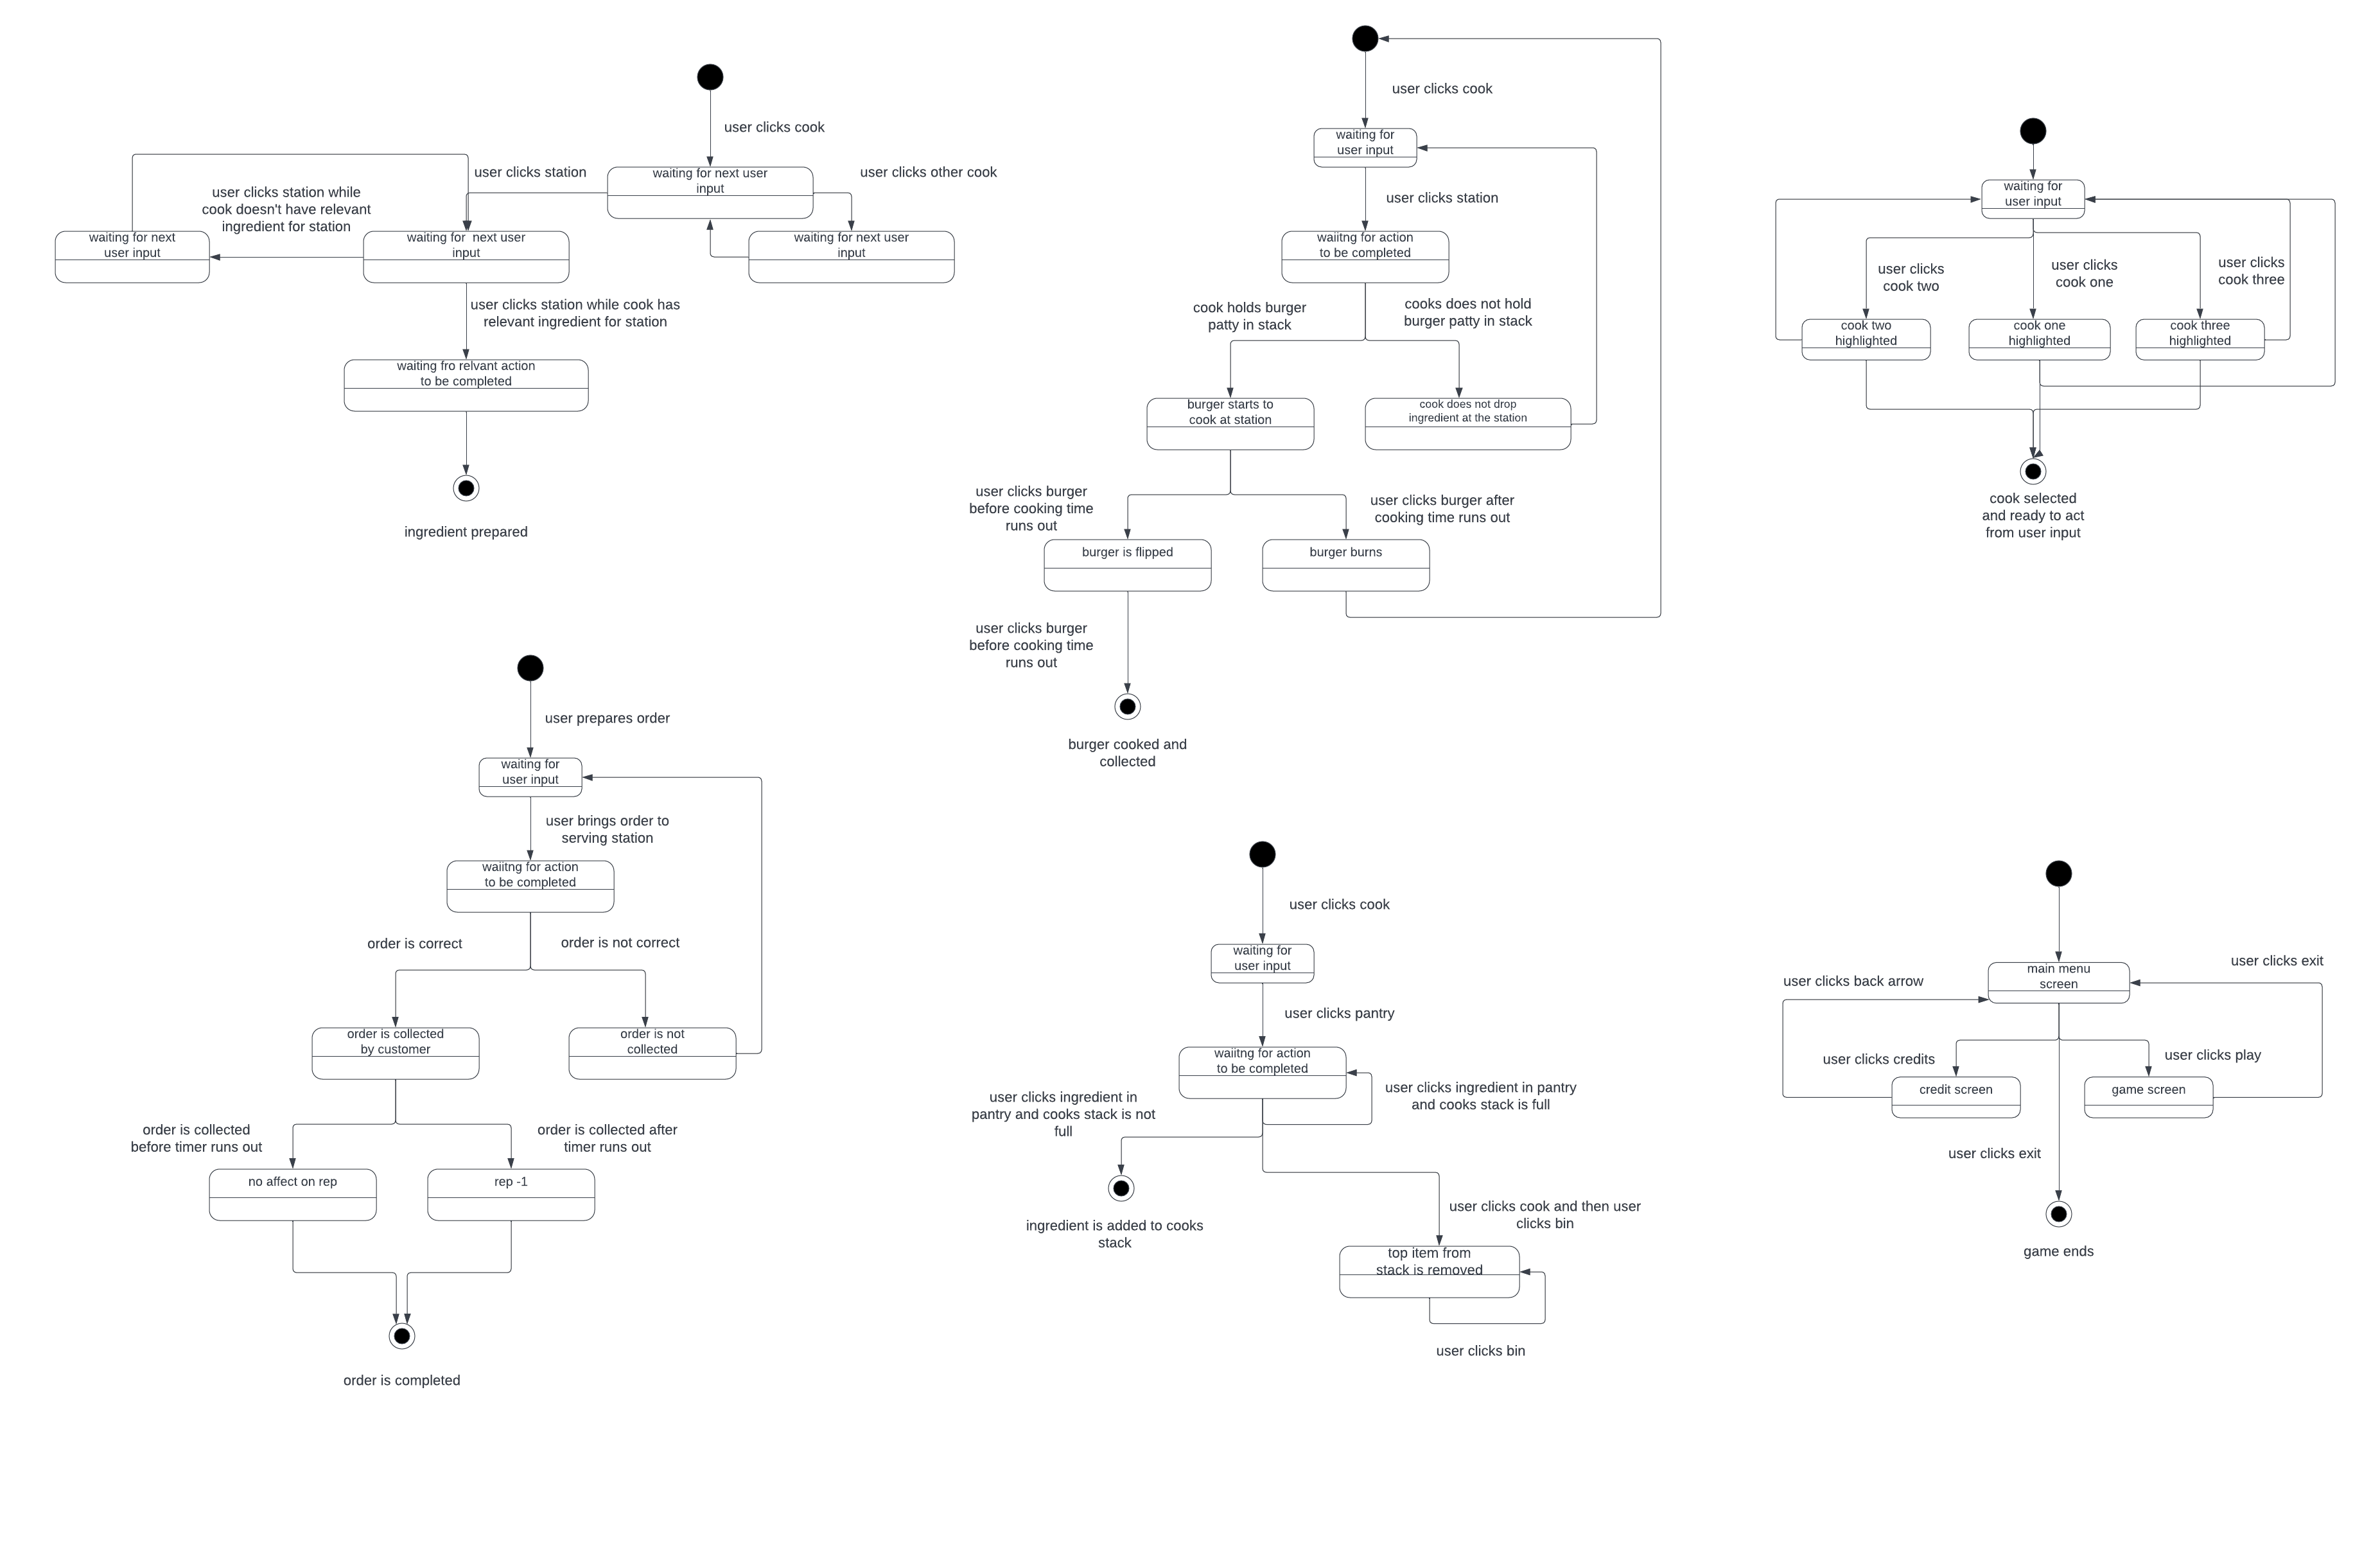 user clicks cook
user clicks station
waiting for next user
input
user clicks other cook
user clicks station while
cook doesn't have relevant
ingredient for station
waiting for next
user input
waiting for  next user
input
waiting for next user
input
user clicks station while cook has
relevant ingredient for station
waiting fro relvant action
to be completed
ingredient prepared
user clicks cook
waiting for
user input
user clicks station
waiitng for action
to be completed
cook holds burger
patty in stack
cooks does not hold
burger patty in stack
burger starts to
cook at station
cook does not drop
ingredient at the station
user clicks burger
before cooking time
runs out
user clicks burger after
cooking time runs out
burger is flipped
burger burns
user clicks burger
before cooking time
runs out
burger cooked and
collected
waiting for
user input
user clicks
cook two
user clicks
cook one
user clicks
cook three
cook two
highlighted
cook one
highlighted
cook three
highlighted
cook selected
and ready to act
from user input
user prepares order
waiting for
user input
user brings order to
serving station
waiitng for action
to be completed
order is correct
order is not correct
order is collected
by customer
order is not
collected
order is collected
before timer runs out
order is collected after
timer runs out
no affect on rep
rep -1
order is completed
user clicks cook
waiting for
user input
user clicks pantry
waiitng for action
to be completed
user clicks ingredient in
pantry and cooks stack is not
full
user clicks ingredient in pantry
and cooks stack is full
ingredient is added to cooks
stack
user clicks cook and then user
clicks bin
top item from
stack is removed
user clicks bin
main menu
screen
user clicks exit
user clicks back arrow
user clicks credits
user clicks play
credit screen
game screen
user clicks exit
game ends